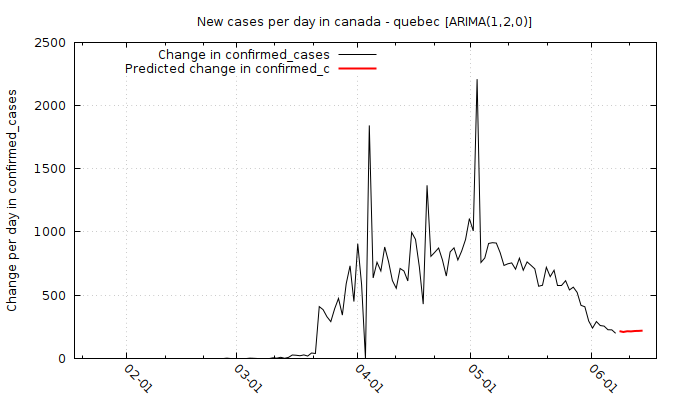 New cases per day in canada - quebec [ARIMA(1,2,0)]
Change in confirmed_cases
Predicted change in confirmed_c
Change per day in confirmed_cases
2500
2000
1500
1000
500
0
02-01
03-01
04-01
05-01
06-01